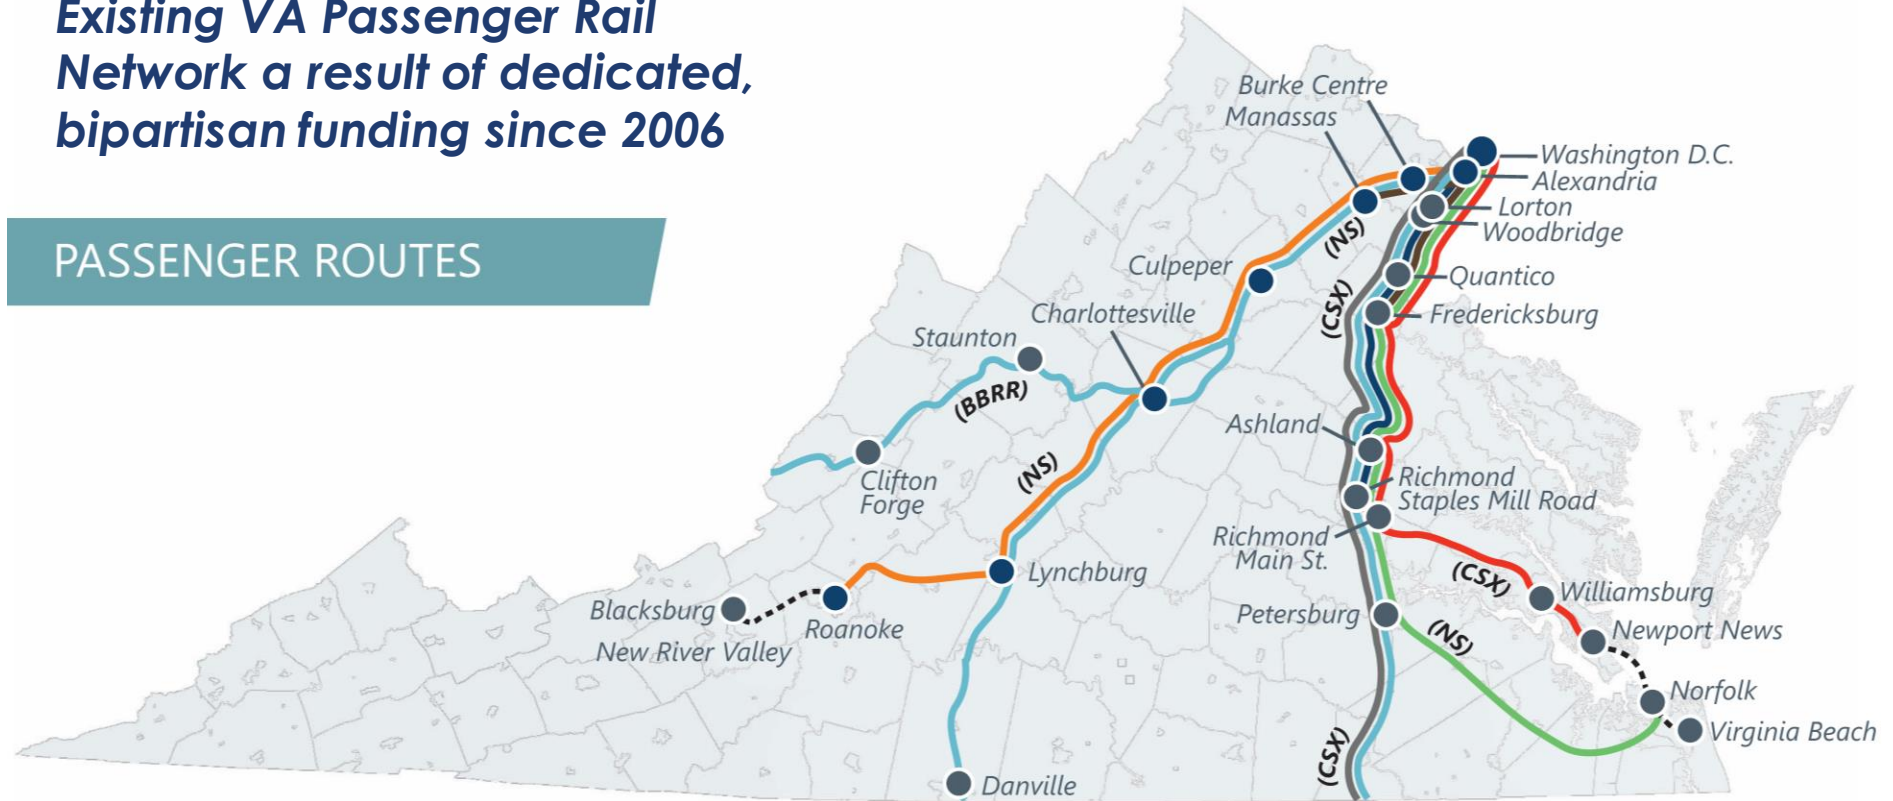 Existing VA Passenger Rail
Network a result of dedicated,
bipartisan funding since 2006
PASSENGER ROUTES
Burke Centre
Manassas
Washington D.C.
Alexandria
Lorton
Woodbridge
(NS)
Culpeper
Quantico
Charlottesville
(CSX)
Fredericksburg
Staunton
(BBRR)
Ashland
Clifton
Forge
(NS)
Richmond
Staples Mill Road
Richmond
Main St.
Lynchburg
(CSX)
Williamsburg
Blacksburg
Roanoke
Petersburg
(NS)
Newport News
New River Valley
Norfolk
Virginia Beach
(CSX)
Danville